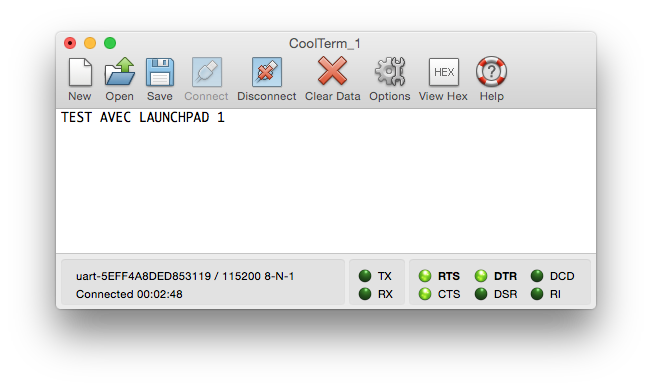 CoolTerm_1
New Open Save Connect Disconnect Clear Data Options View Hex Help
HEX
TEST AVEC LAUNCHPAD 1
uart-5EFF4A8DED853119 / 115200 8-N-1
Connected 00:02:48
TX RTS DTR DCD
RX CTS DSR RI